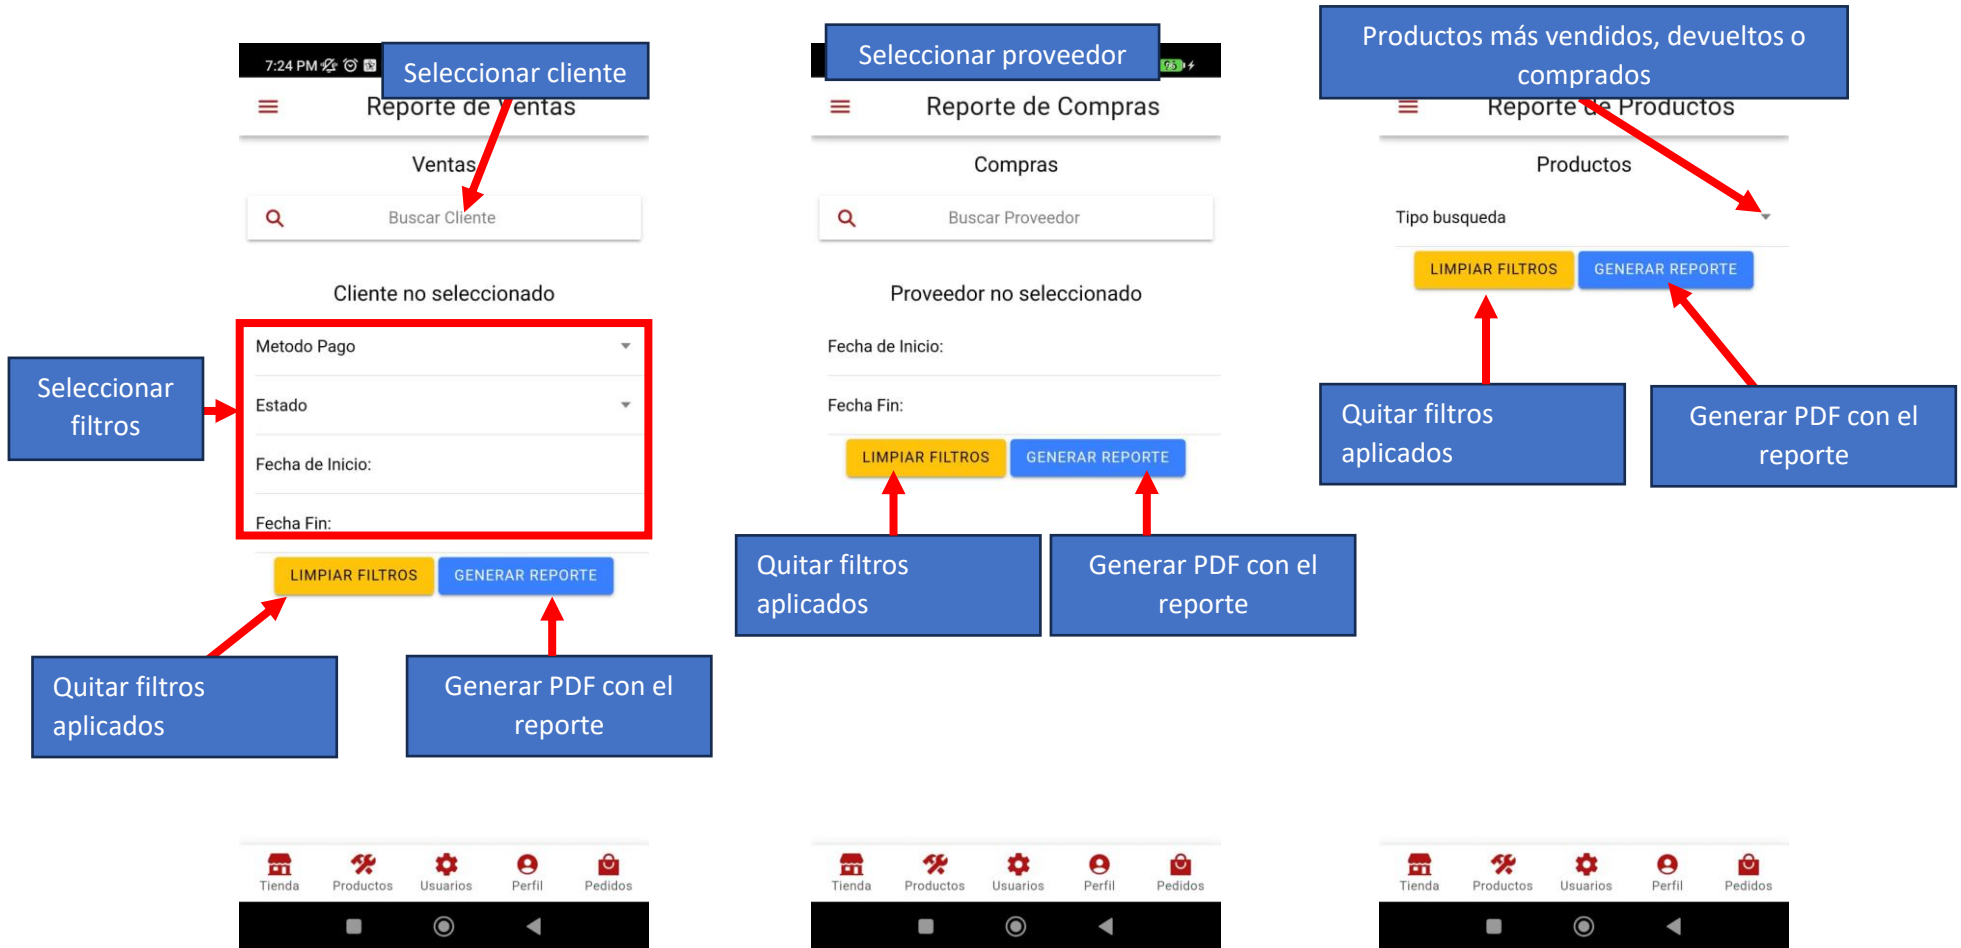 7:24 PM
Seleccionar cliente
Reporte de Ventas
Ventas
Buscar Cliente
Cliente no seleccionado
Metodo Pago
Estado
Fecha de Inicio:
Fecha Fin:
LIMPIAR FILTROS
GENERAR REPORTE
Seleccionar
filtros
Quitar filtros
aplicados
Generar PDF con el
reporte
Tienda
Productos
Usuarios
Perfil
Pedidos
Seleccionar proveedor
95
Reporte de Compras
Compras
Buscar Proveedor
Proveedor no seleccionado
Fecha de Inicio:
Fecha Fin:
LIMPIAR FILTROS
GENERAR REPORTE
Quitar filtros
aplicados
Generar PDF con el
reporte
Tienda
Productos
Usuarios
Perfil
Pedidos
Productos más vendidos, devueltos o
comprados
Reporte de Productos
Productos
Tipo busqueda
LIMPIAR FILTROS
GENERAR REPORTE
Quitar filtros
aplicados
Generar PDF con el
reporte
Tienda
Productos
Usuarios
Perfil
Pedidos